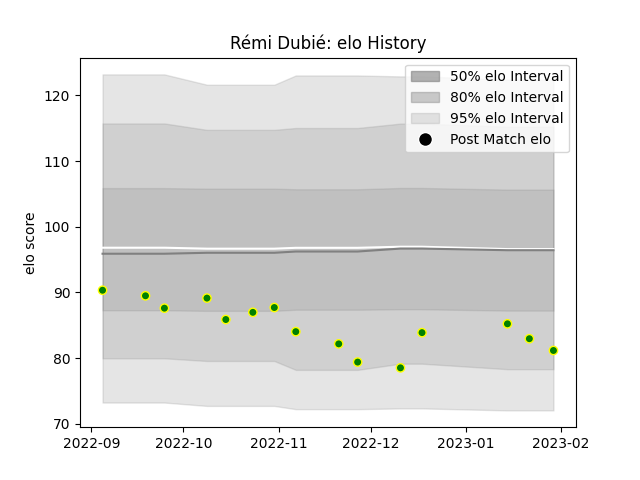 Rémi Dubié: elo History
50% elo Interval
80% elo Interval
95% elo Interval
Post Match elo
elo score
120
110
100
90
80
70
2022-09
2022-10
2022-11
2022-12
2023-01
2023-02